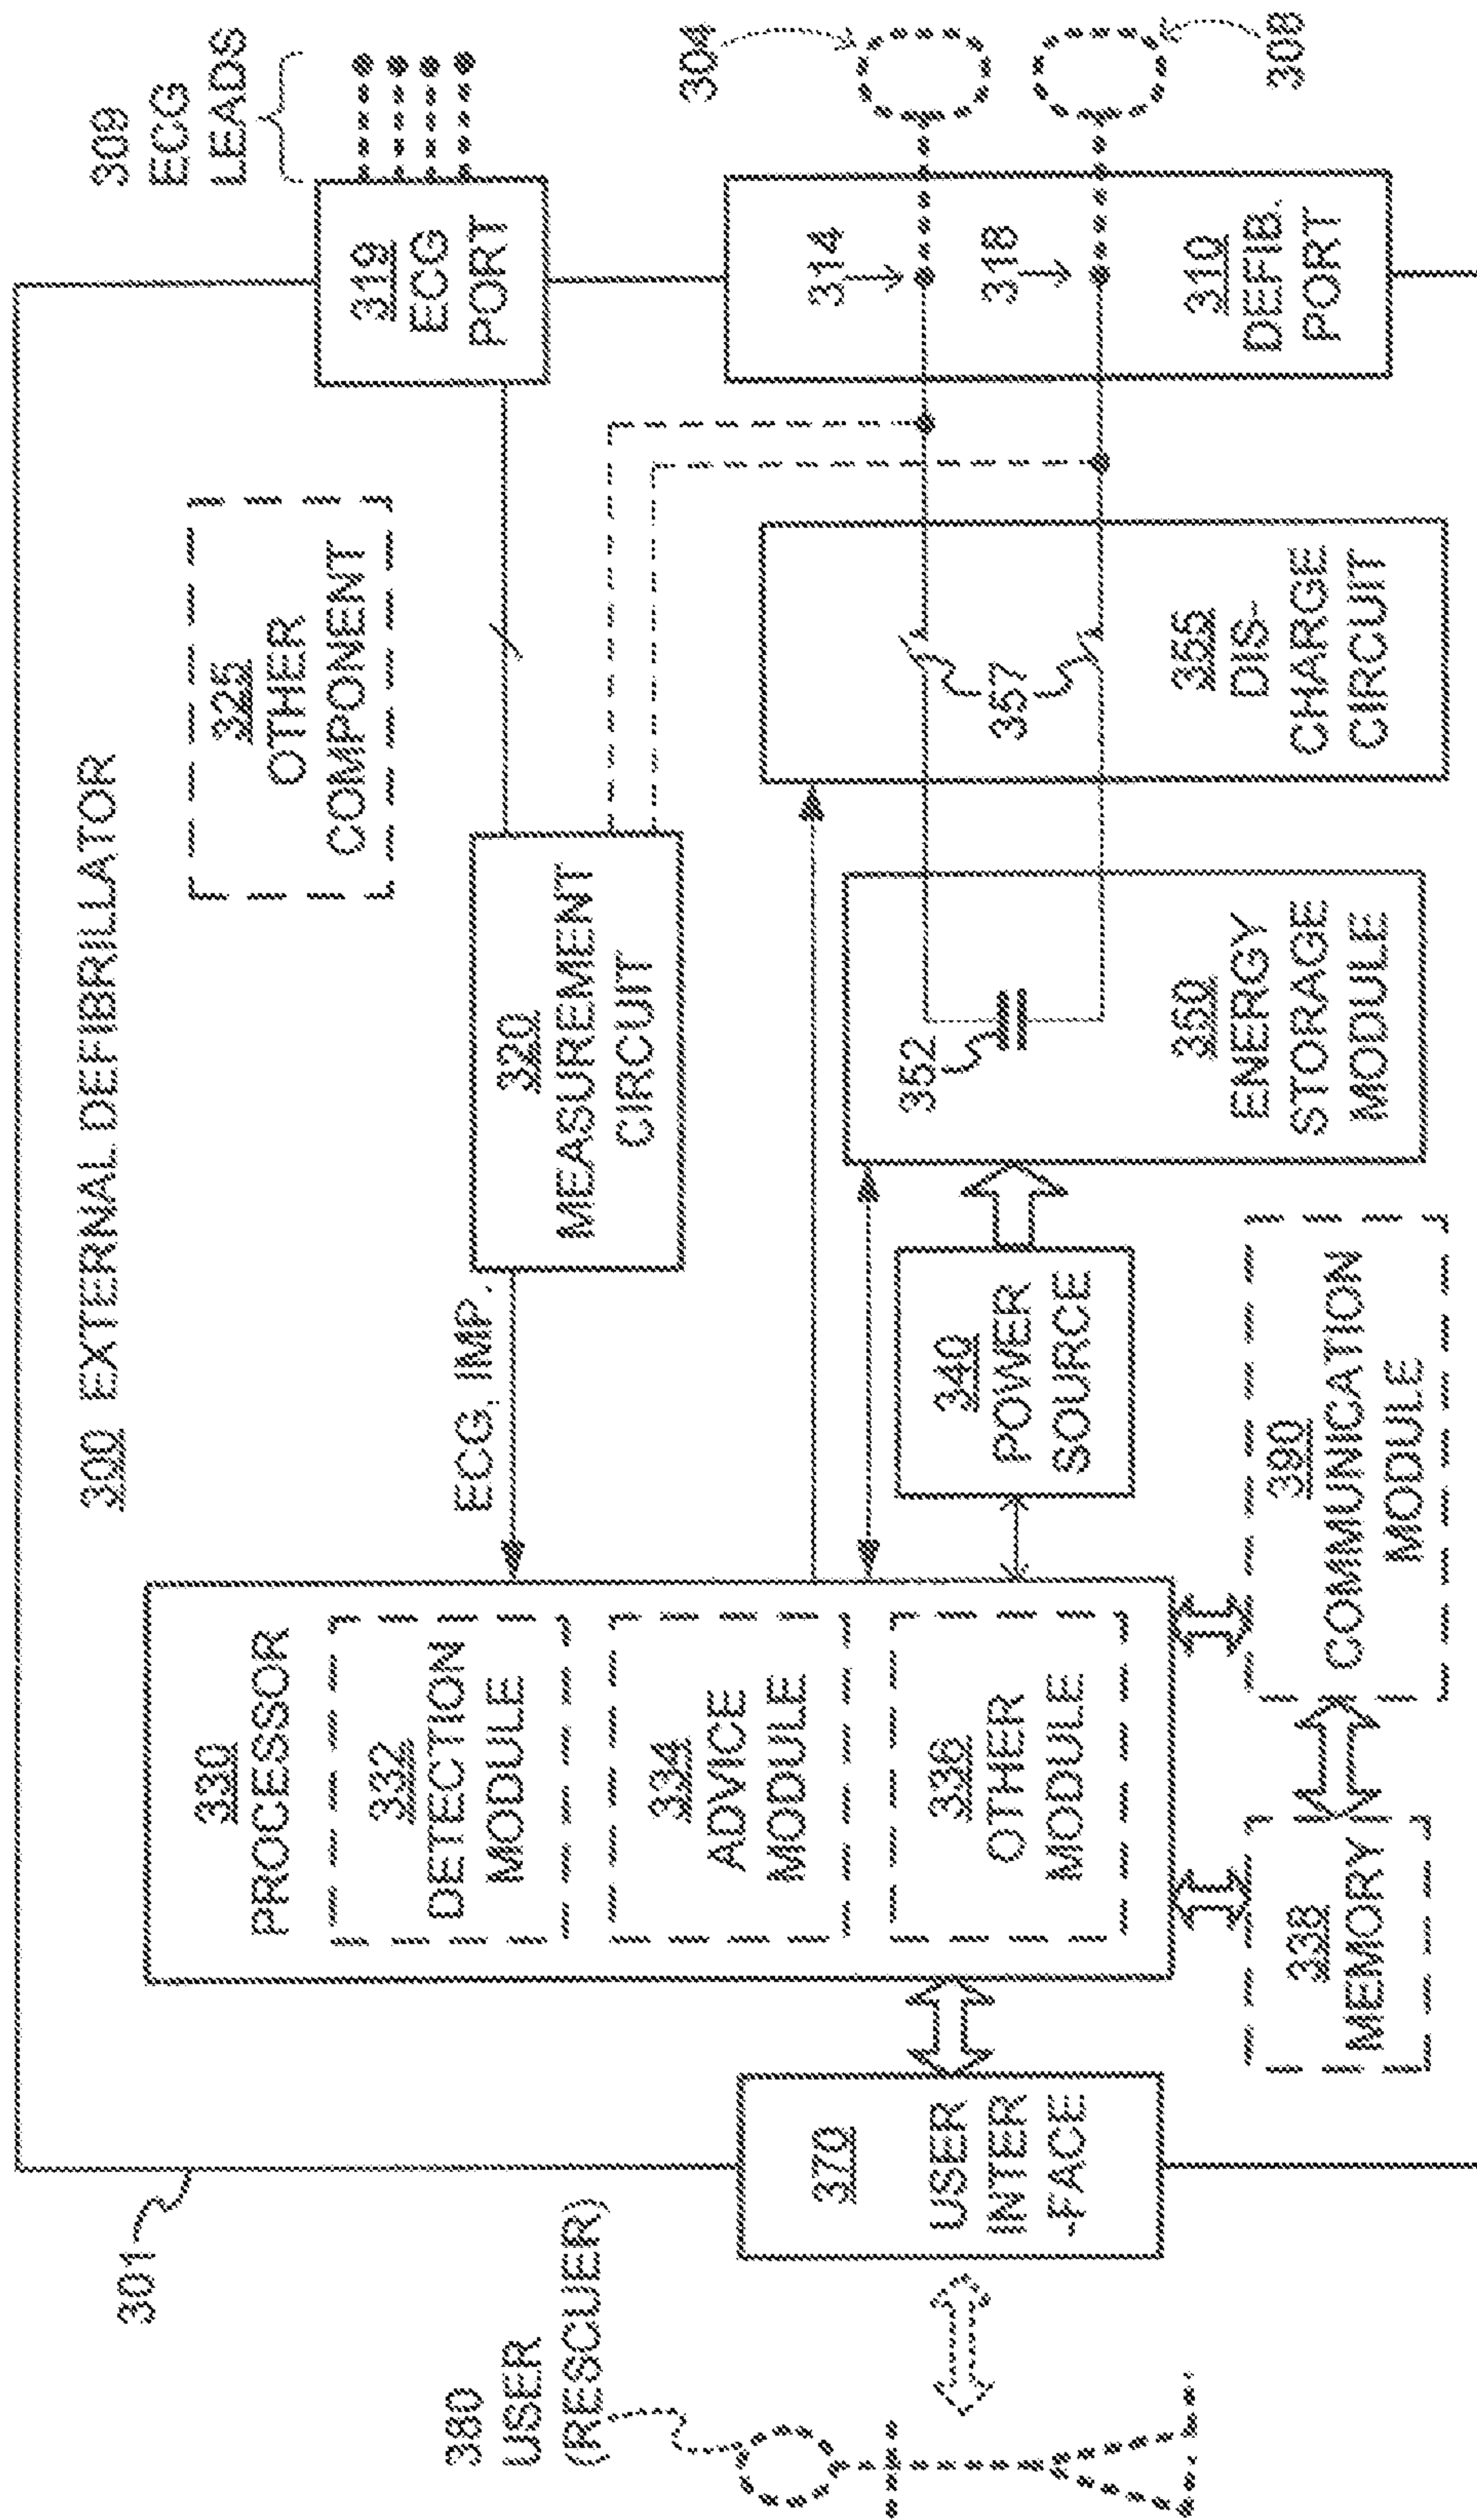 300 EXTERNAL DEFIBRILLATOR
301
309
ECG
LEADS
319
ECG
PORT
325
OTHER
COMPONENT
304
308
314
318
310
DEFIB.
PORT
320
MEASUREMENT
CIRCUIT
ECG, IMP.
357
355
DIS-
CHARGE
CIRCUIT
352
350
ENERGY
STORAGE
MODULE
340
POWER
SOURCE
330
PROCESSOR
332
DETECTION
MODULE
334
ADVICE
MODULE
336
OTHER
MODULE
338
MEMORY
390
COMMUNICATION
MODULE
370
USER
INTER
-FACE
380
USER
(RESCUER)